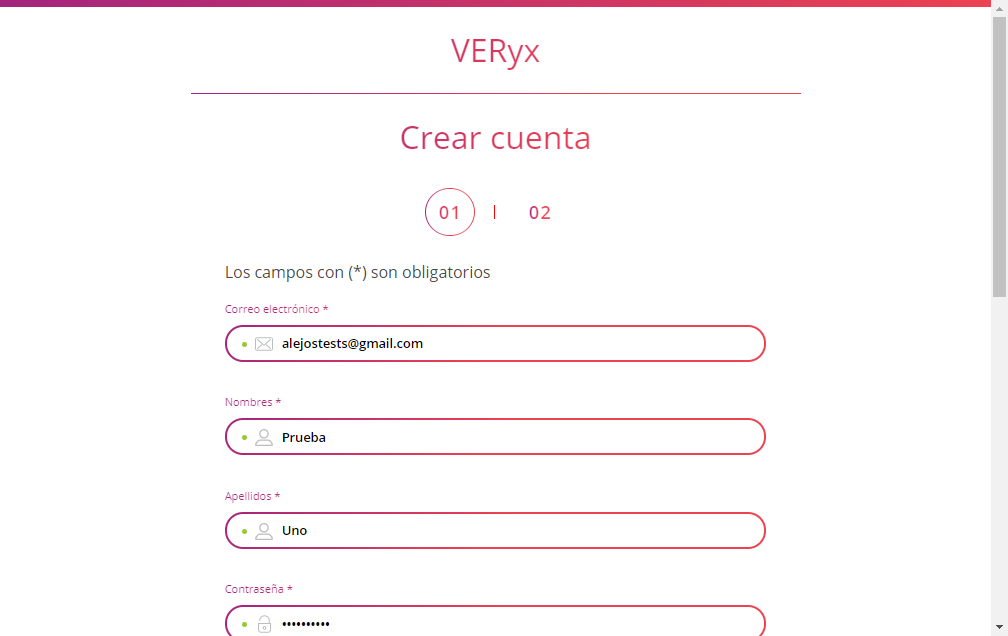 VERyx
Crear cuenta
01 | 02
Los campos con (*) son obligatorios
Correo electrónico *
alejostests@gmail.com
Nombres *
Prueba
Apellidos *
Uno
Contraseña *
••••••••••